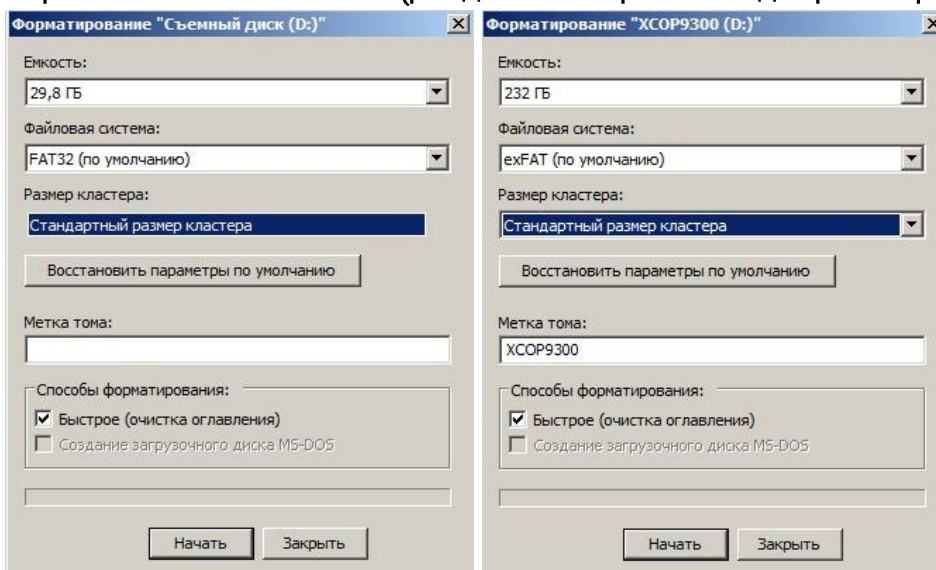 Форматирование "Съемный диск (D:)"
Емкость:
29,8 ГБ
Файловая система:
FAT32 (по умолчанию)
Размер кластера:
Стандартный размер кластера
Восстановить параметры по умолчанию
Метка тома:
Способы форматирования:
Быстрое (очистка оглавления)
Создание загрузочного диска MS-DOS
Начать
Закрыть
Форматирование "XCOP9300 (D:)"
Емкость:
232 ГБ
Файловая система:
exFAT (по умолчанию)
Размер кластера:
Стандартный размер кластера
Восстановить параметры по умолчанию
Метка тома:
XCOP9300
Способы форматирования:
Быстрое (очистка оглавления)
Создание загрузочного диска MS-DOS
Начать
Закрыть